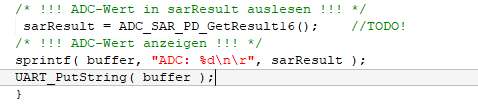 /* !!! ADC-Wert in sarResult auslesen !!! */
sarResult = ADC_SAR_PD_GetResult16();    //TODO!
/* !!! ADC-Wert anzeigen !!! */
sprintf( buffer, "ADC: %d\n\r", sarResult );
UART_PutString( buffer );
}